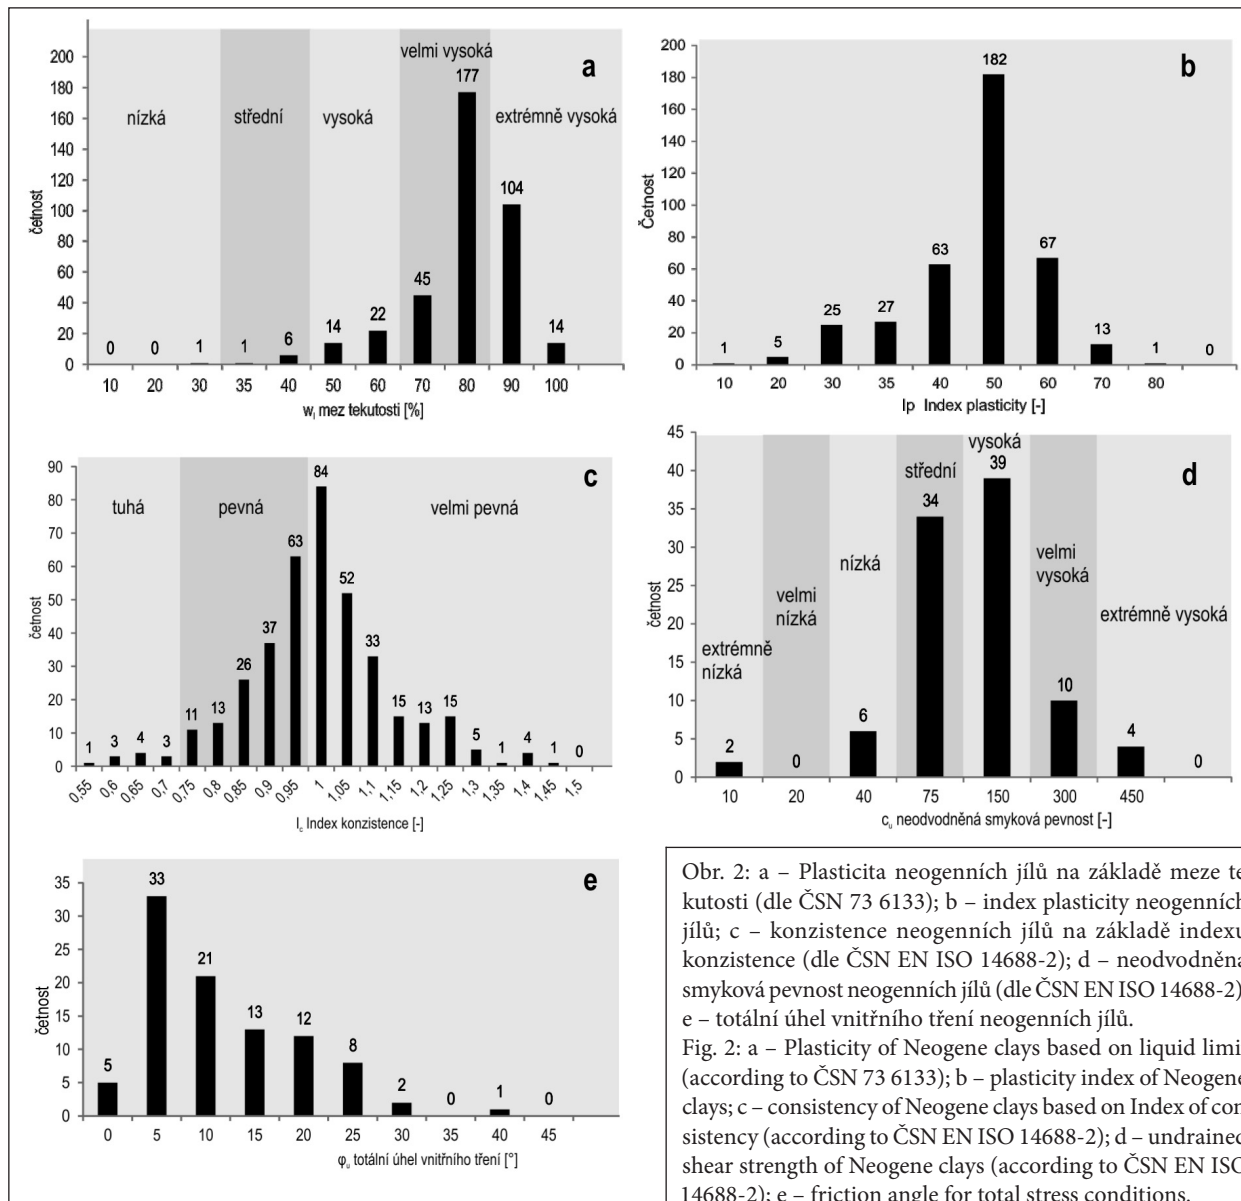 a
četnost
200
180
160
140
120
100
80
60
40
20
0
nízká
střední
vysoká
velmi vysoká
extrémně vysoká
0 0 1 1 6 14 22 45 177 104 14
10 20 30 35 40 50 60 70 80 90 100
wl mez tekutosti [%]
b
Četnost
200
180
160
140
120
100
80
60
40
20
0
1 5 25 27 63 182 67 13 1 0
10 20 30 35 40 50 60 70 80
Ip Index plasticity [-]
c
četnost
90
80
70
60
50
40
30
20
10
0
tuhá
pevná
velmi pevná
1 3 4 3 11 13 26 37 63 84 52 33 15 13 15 5 1 4 1 0
0,55 0,6 0,65 0,7 0,75 0,8 0,85 0,9 0,95 1 1,05 1,1 1,15 1,2 1,25 1,3 1,35 1,4 1,45 1,5
Ic Index konzistence [-]
d
četnost
45
40
35
30
25
20
15
10
5
0
extrémně
nízká
velmi
nízká
nízká
střední
vysoká
velmi
vysoká
extrémně vysoká
2 0 6 34 39 10 4 0
10 20 40 75 150 300 450
cu neodvodněná smyková pevnost [-]
e
četnost
35
30
25
20
15
10
5
0
5 33 21 13 12 8 2 0 1 0
0 5 10 15 20 25 30 35 40 45
φu totální úhel vnitřního tření [°]
Obr. 2: a – Plasticita neogenních jílů na základě meze te
kutosti (dle ČSN 73 6133); b – index plasticity neogenních
jílů; c – konzistence neogenních jílů na základě indexu
konzistence (dle ČSN EN ISO 14688-2); d – neodvodněná
smyková pevnost neogenních jílů (dle ČSN EN ISO 14688-2)
e – totální úhel vnitřního tření neogenních jílů.
Fig. 2: a – Plasticity of Neogene clays based on liquid limi
(according to ČSN 73 6133); b – plasticity index of Neogene
clays; c – consistency of Neogene clays based on Index of con
sistency (according to ČSN EN ISO 14688-2); d – undrained
shear strength of Neogene clays (according to ČSN EN ISO
14688-2); e – friction angle for total stress conditions.